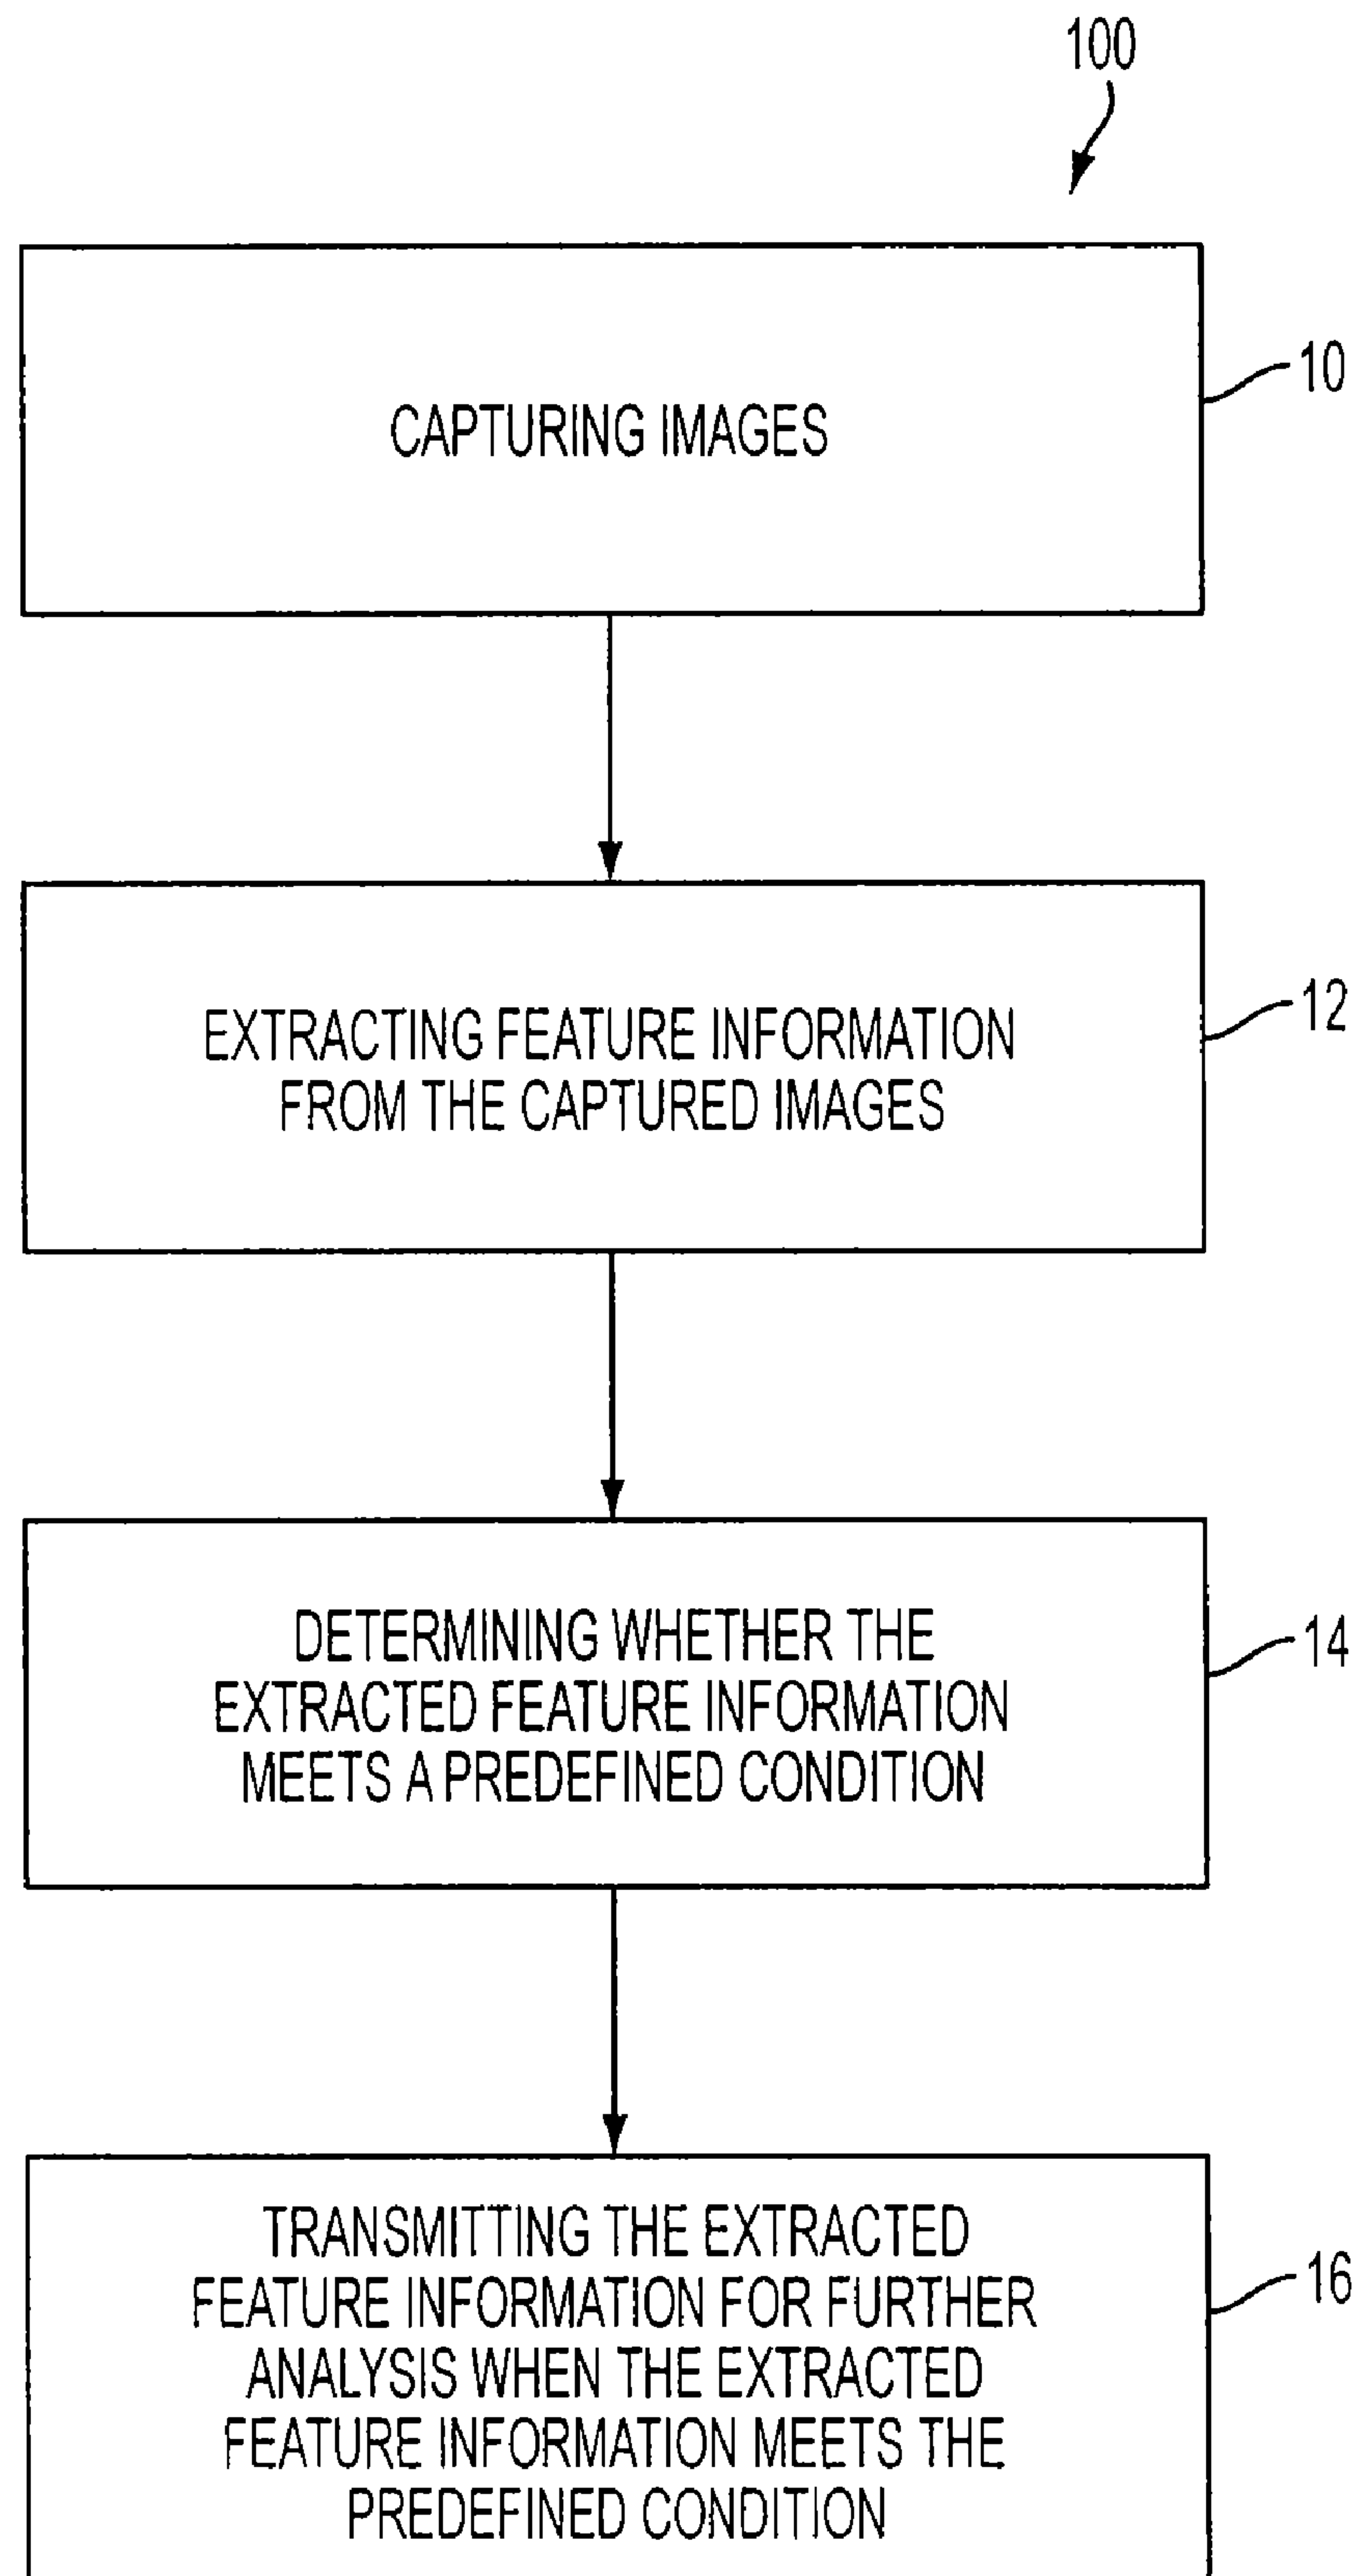 100
CAPTURING IMAGES
10
EXTRACTING FEATURE INFORMATION
FROM THE CAPTURED IMAGES
12
DETERMINING WHETHER THE
EXTRACTED FEATURE INFORMATION
MEETS A PREDEFINED CONDITION
14
TRANSMITTING THE EXTRACTED
FEATURE INFORMATION FOR FURTHER
ANALYSIS WHEN THE EXTRACTED
FEATURE INFORMATION MEETS THE
PREDEFINED CONDITION
16